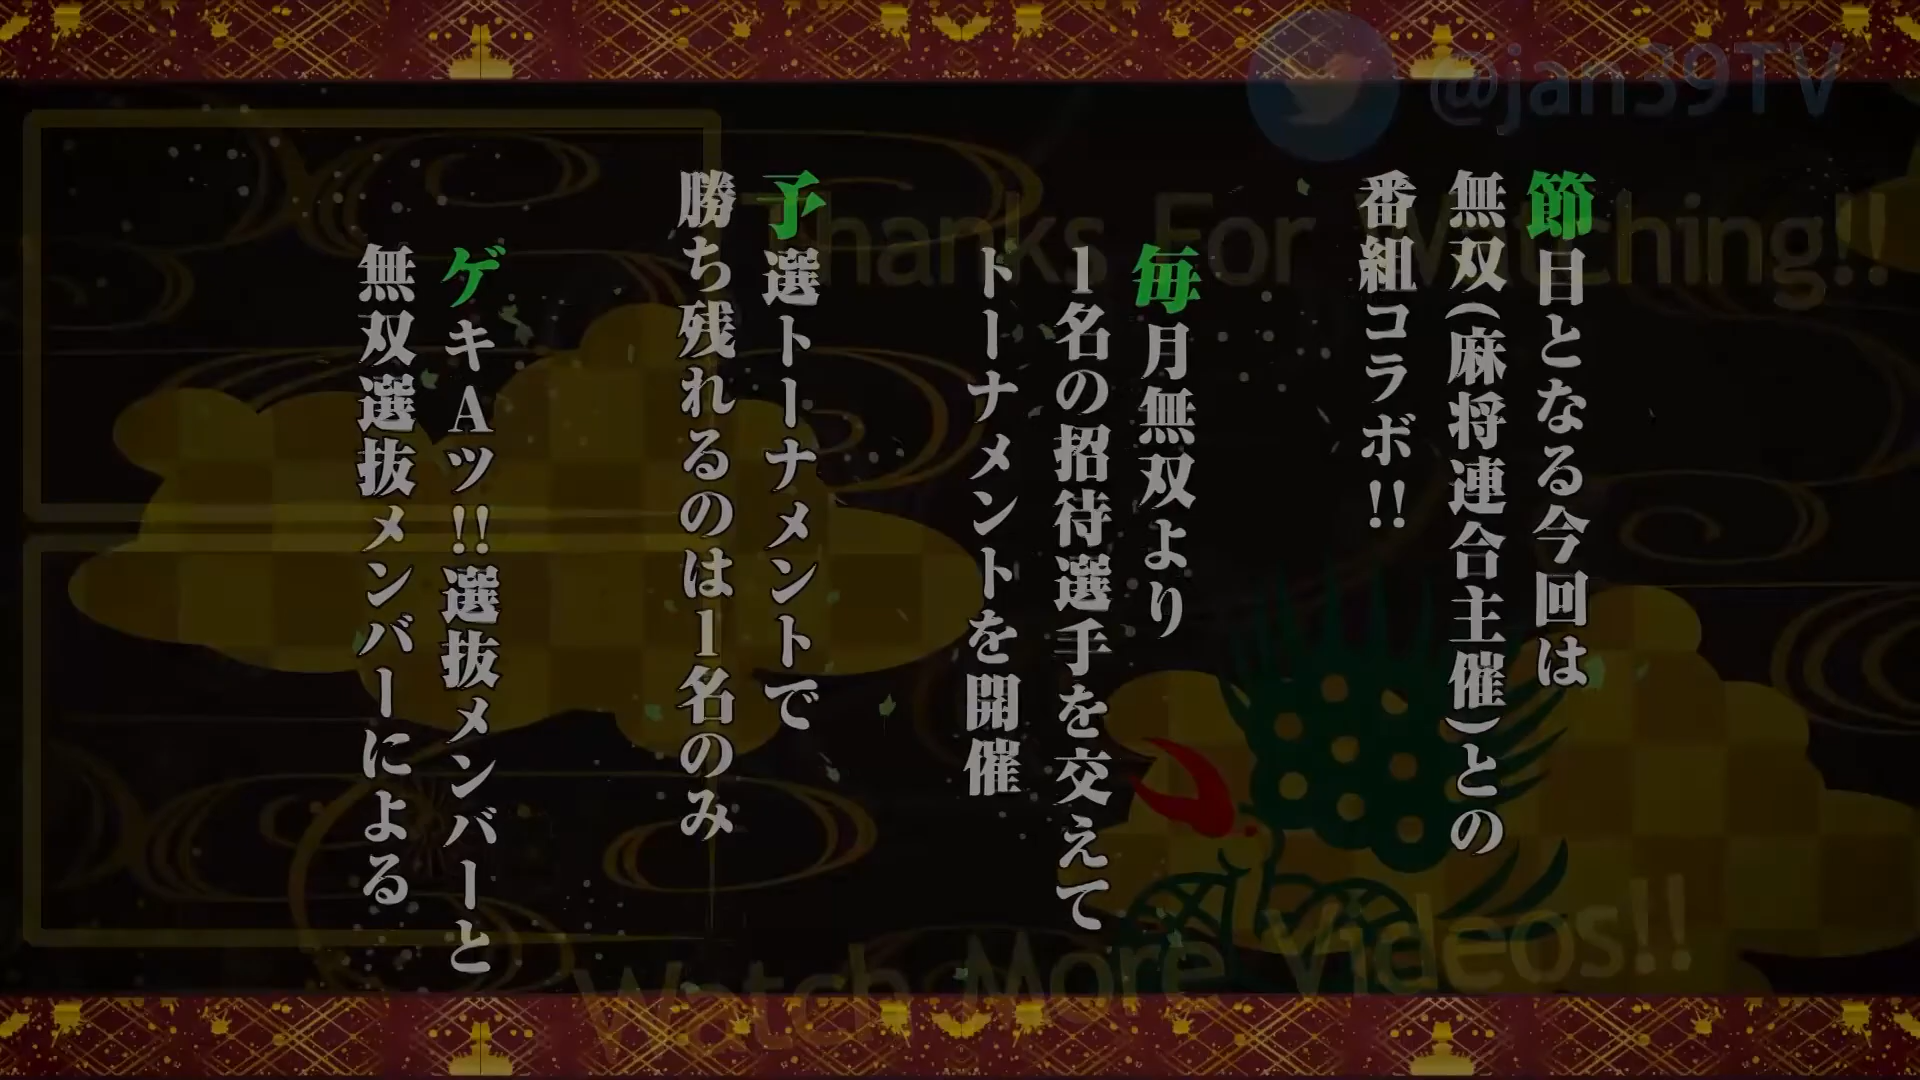 @jan39TV
Thanks For Watching!!
節目となる今回は
無双(麻将連合主催)との
番組コラボ!!
毎月無双より
1名の招待選手を交えて
トーナメントを開催
予選トーナメントで
勝ち残れるのは1名のみ
ゲキAツ!!選抜メンバーと
無双選抜メンバーによる
Watch More Videos!!